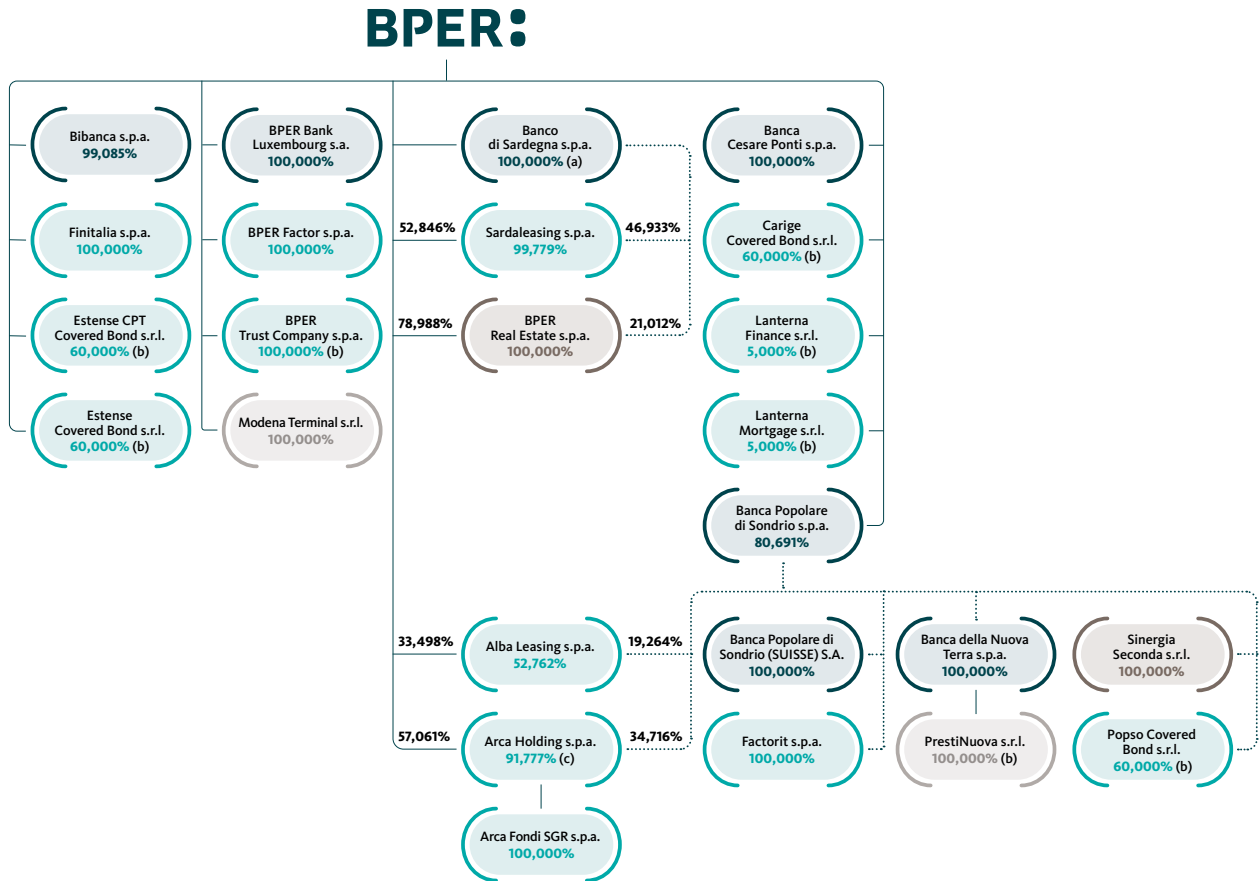 BPER:
Bibanca s.p.a.
99,085%
BPER Bank
Luxembourg s.a.
100,000%
Banco
di Sardegna s.p.a.
100,000% (a)
Banca
Cesare Ponti s.p.a.
100,000%
Finitalia s.p.a.
100,000%
BPER Factor s.p.a.
100,000%
52,846%
Sardaleasing s.p.a.
99,779%
46,933%
Carige
Covered Bond s.r.l.
60,000% (b)
Estense CPT
Covered Bond s.r.l.
60,000% (b)
BPER
Trust Company s.p.a.
100,000% (b)
78,988%
BPER
Real Estate s.p.a.
100,000%
21,012%
Lanterna
Finance s.r.l.
5,000% (b)
Estense
Covered Bond s.r.l.
60,000% (b)
Modena Terminal s.r.l.
100,000%
Lanterna
Mortgage s.r.l.
5,000% (b)
Banca Popolare
di Sondrio s.p.a.
80,691%
33,498%
Alba Leasing s.p.a.
52,762%
19,264%
Banca Popolare di
Sondrio (SUISSE) S.A.
100,000%
Banca della Nuova
Terra s.p.a.
100,000%
Sinergia
Seconda s.r.l.
100,000%
57,061%
Arca Holding s.p.a.
91,777% (c)
34,716%
Factorit s.p.a.
100,000%
PrestiNuova s.r.l.
100,000% (b)
Popso Covered
Bond s.r.l.
60,000% (b)
Arca Fondi SGR s.p.a.
100,000%